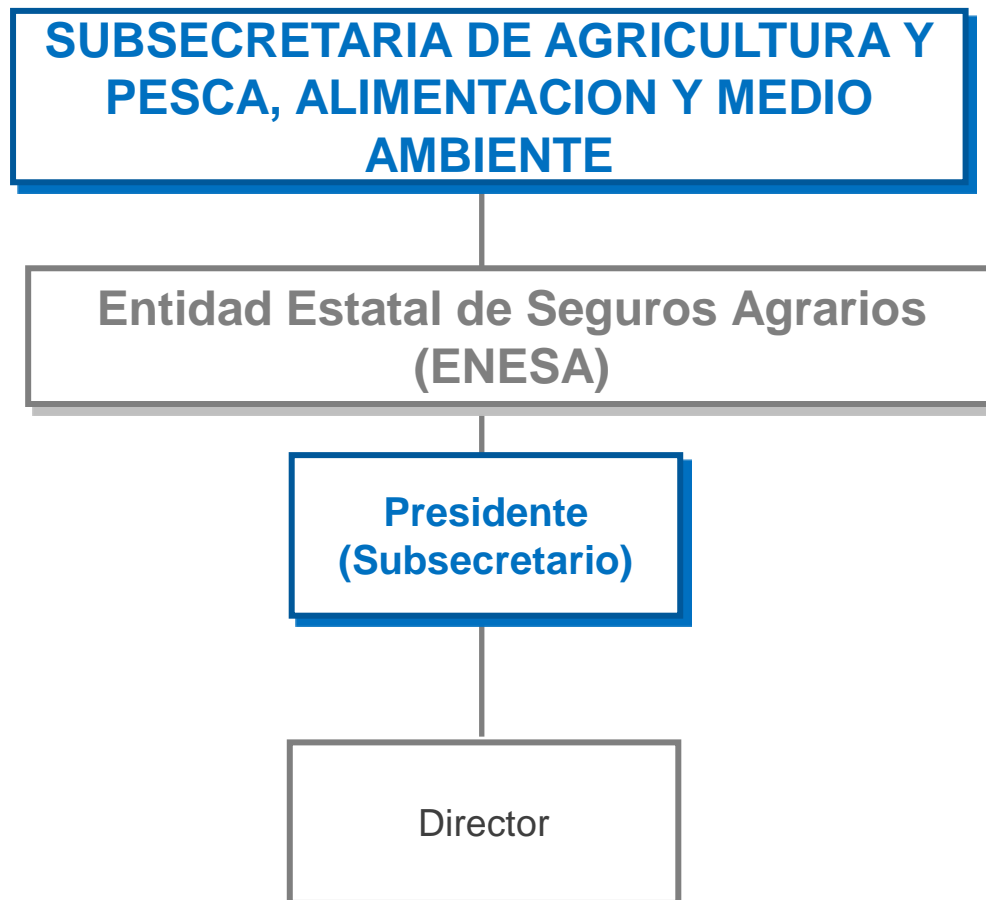 SUBSECRETARIA DE AGRICULTURA Y
PESCA, ALIMENTACION Y MEDIO
AMBIENTE
Entidad Estatal de Seguros Agrarios
(ENESA)
Presidente
(Subsecretario)
Director